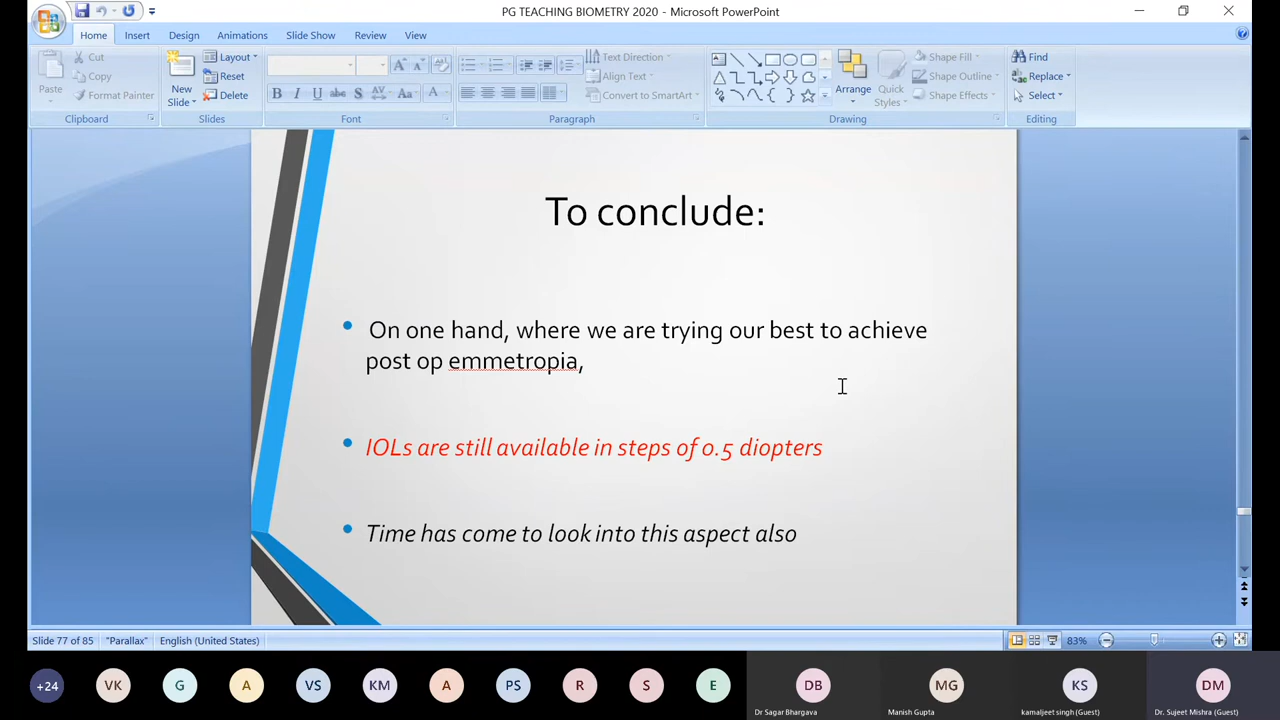 PG TEACHING BIOMETRY 2020 - Microsoft PowerPoint
Home Insert Design Animations Slide Show Review View
Paste
Cut
Copy
Format Painter
Clipboard
New Slide
Layout
Reset
Delete
Slides
B I U abc S AV Aa A
Font
Text Direction
Align Text
Convert to SmartArt
Paragraph
Arrange
Quick Styles
Shape Fill
Shape Outline
Shape Effects
Drawing
Find
Replace
Select
Editing
To conclude:
On one hand, where we are trying our best to achieve
post op emmetropia,
IOLs are still available in steps of 0.5 diopters
Time has come to look into this aspect also
Slide 77 of 85 "Parallax" English (United States) 83%
+24 VK G A VS KM A PS R S E DB MG KS DM
Dr Sagar Bhargava Manish Gupta kamaljeet singh (Guest) Dr. Sujeet Mishra (Guest)